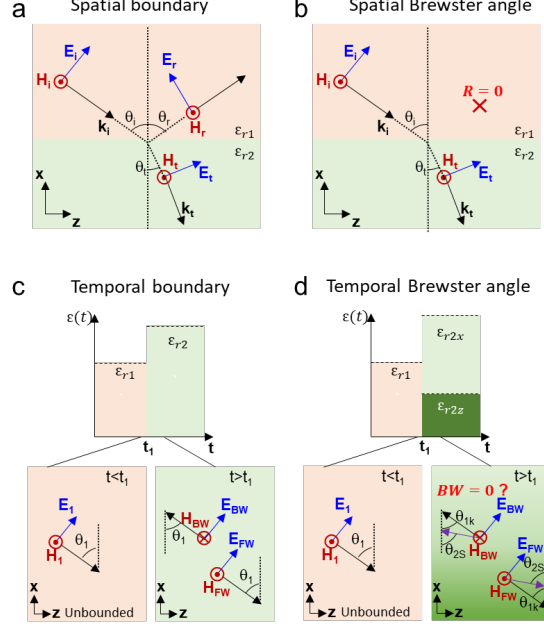 a
Spatial boundary
E_i
E_r
H_i
θ_i
θ_r
k_i
H_r
ε_r1
ε_r2
H_t
θ_t
E_t
x
z
k_t
b
Spatial Brewster angle
E_i
H_i
R = 0
θ_i
k_i
ε_r1
ε_r2
H_t
θ_t
E_t
x
z
k_t
c
Temporal boundary
ε(t)
ε_r2
ε_r1
t_1
t
t<t_1
E_1
H_1
θ_1
x
z
Unbounded
t>t_1
E_BW
H_BW
θ_1
E_FW
θ_1
H_FW
x
z
d
Temporal Brewster angle
ε(t)
ε_r2x
ε_r1
ε_r2z
t_1
t
t<t_1
E_1
H_1
θ_1
x
z
Unbounded
t>t_1
BW = 0 ?
E_BW
θ_1k
θ_2S
H_BW
E_FW
θ_2S
H_FW
θ_1k
x
z